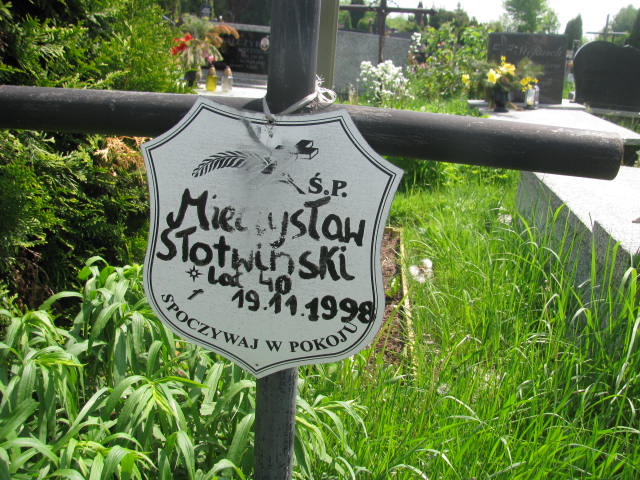 Ś.P.
Mieczysław
Słotwiński
Lat 40
19.11.1998
SPOCZYWAJ W POKOJU